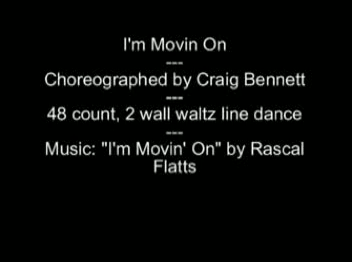 I'm Movin On
---
Choreographed by Craig Bennett
---
48 count, 2 wall waltz line dance
---
Music: "I'm Movin' On" by Rascal
Flatts